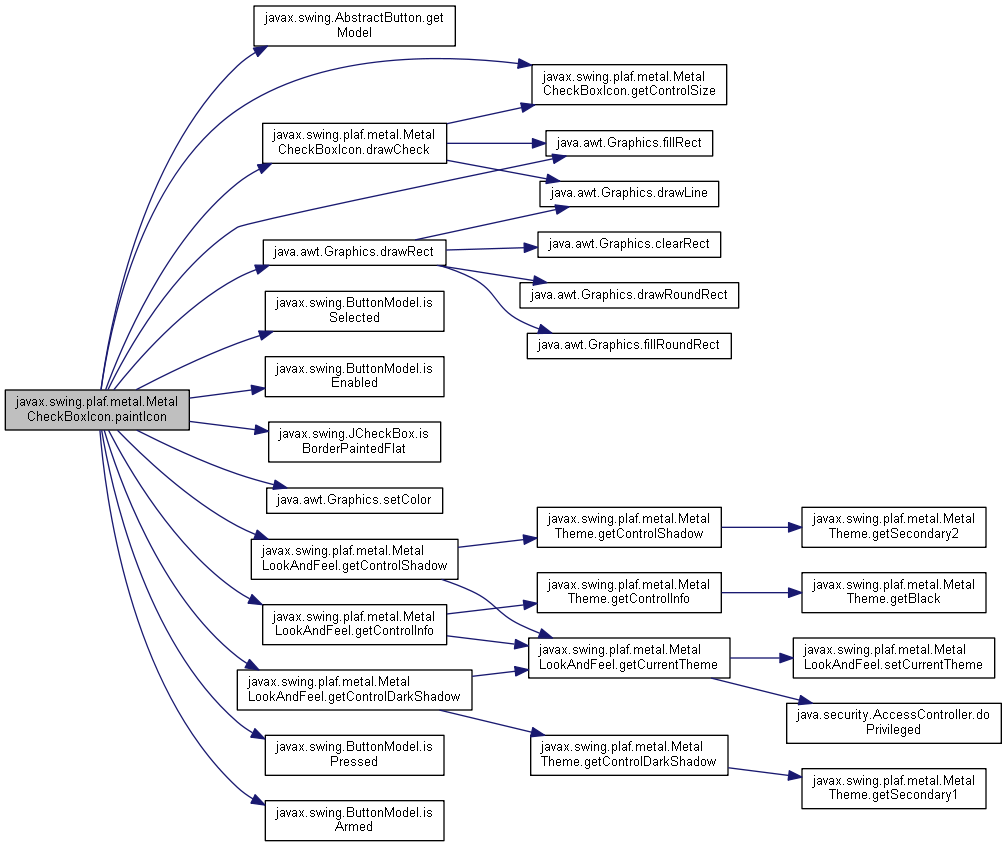 javax.swing.AbstractButton.get
Model
javax.swing.plaf.metal.Metal
CheckBoxIcon.getControlSize
javax.swing.plaf.metal.Metal
CheckBoxIcon.drawCheck
java.awt.Graphics.fillRect
java.awt.Graphics.drawLine
java.awt.Graphics.drawRect
java.awt.Graphics.clearRect
java.awt.Graphics.drawRoundRect
java.awt.Graphics.fillRoundRect
javax.swing.ButtonModel.is
Selected
javax.swing.ButtonModel.is
Enabled
javax.swing.plaf.metal.Metal
CheckBoxIcon.paintIcon
javax.swing.JCheckBox.is
BorderPaintedFlat
java.awt.Graphics.setColor
javax.swing.plaf.metal.Metal
LookAndFeel.getControlShadow
javax.swing.plaf.metal.Metal
Theme.getControlShadow
javax.swing.plaf.metal.Metal
Theme.getSecondary2
javax.swing.plaf.metal.Metal
LookAndFeel.getControlInfo
javax.swing.plaf.metal.Metal
Theme.getControlInfo
javax.swing.plaf.metal.Metal
Theme.getBlack
javax.swing.plaf.metal.Metal
LookAndFeel.getCurrentTheme
javax.swing.plaf.metal.Metal
LookAndFeel.setCurrentTheme
javax.swing.plaf.metal.Metal
LookAndFeel.getControlDarkShadow
java.security.AccessController.do
Privileged
javax.swing.ButtonModel.is
Pressed
javax.swing.plaf.metal.Metal
Theme.getControlDarkShadow
javax.swing.plaf.metal.Metal
Theme.getSecondary1
javax.swing.ButtonModel.is
Armed